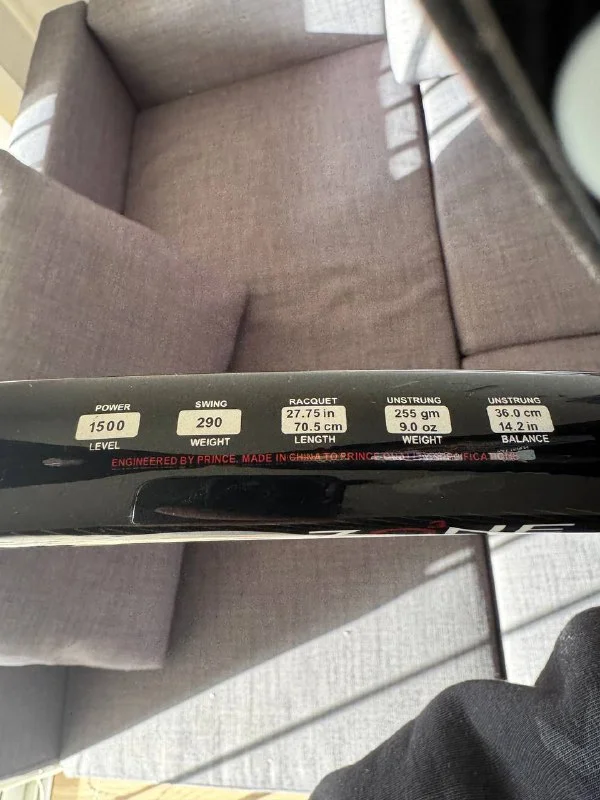 POWER
1500
LEVEL
SWING
290
WEIGHT
RACQUET
27.75 in
70.5 cm
LENGTH
UNSTRUNG
255 gm
9.0 oz
WEIGHT
UNSTRUNG
36.0 cm
14.2 in
BALANCE
ENGINEERED BY PRINCE. MADE IN CHINA TO PRINCE